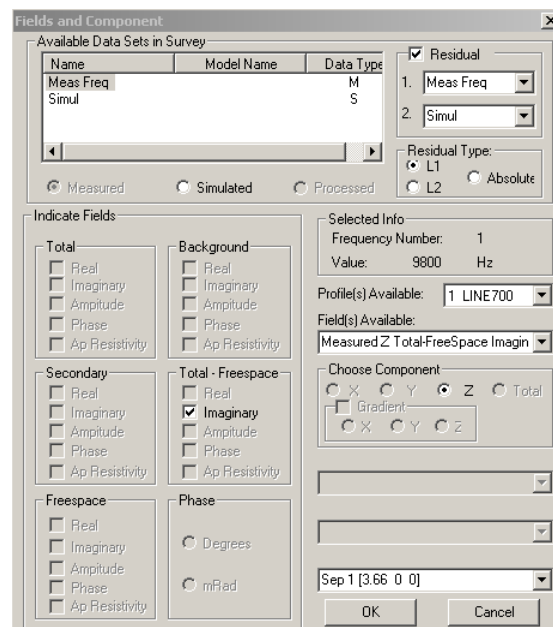 Fields and Component
Available Data Sets in Survey
Name Model Name Data Type
Meas Freq M
Simul S
Measured Simulated Processed
Residual
1. Meas Freq
2. Simul
Residual Type:
L1
L2
Absolute
Indicate Fields
Total
Real
Imaginary
Ampitude
Phase
Ap Resistivity
Background
Real
Imaginary
Ampitude
Phase
Ap Resistivity
Secondary
Real
Imaginary
Ampitude
Phase
Ap Resistivity
Total - Freespace
Real
Imaginary
Ampitude
Phase
Ap Resistivity
Freespace
Real
Imaginary
Ampitude
Phase
Ap Resistivity
Phase
Degrees
mRad
Selected Info
Frequency Number: 1
Value: 9800 Hz
Profile(s) Available: 1 LINE700
Field(s) Available:
Measured Z Total-FreeSpace Imagin
Choose Component
X Y Z Total
Gradient
X Y Z
Sep 1 [3.66 0 0]
OK Cancel